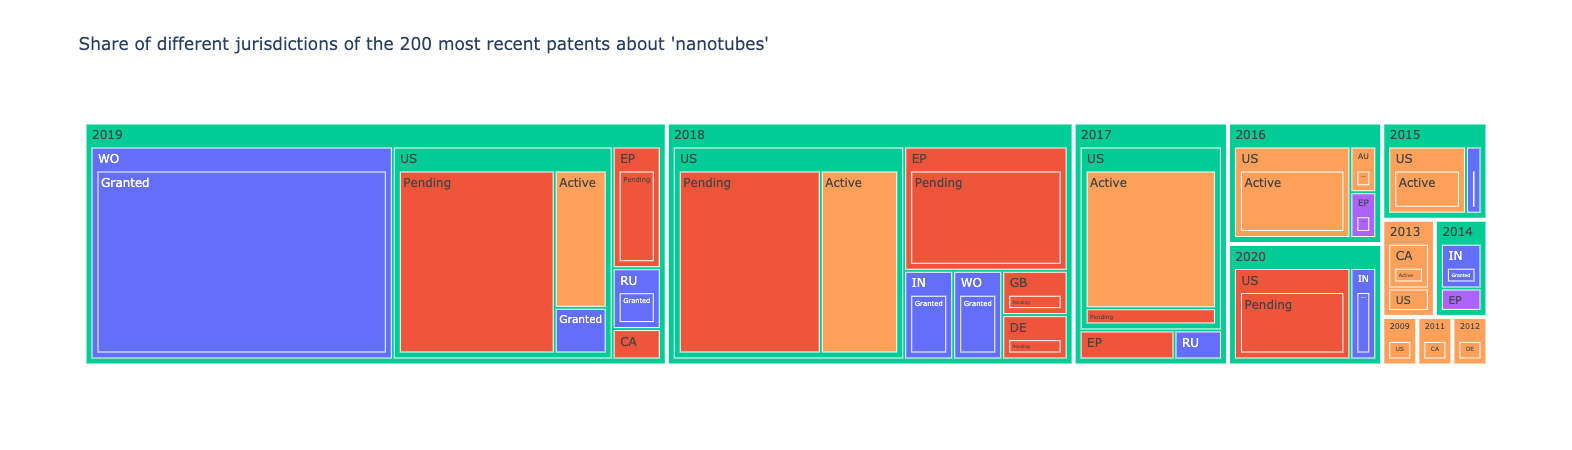 Share of different jurisdictions of the 200 most recent patents about 'nanotubes'
2019
WO
Granted
US
Pending
Active
Granted
EP
Pending
RU
Granted
CA
2018
US
Pending
Active
EP
Pending
IN
Granted
WO
Granted
GB
Pending
DE
Pending
2017
US
Active
Pending
EP
RU
2016
US
Active
AU
...
EP
2020
US
Pending
IN
...
2015
US
Active
2013
CA
Active
US
2014
IN
Granted
EP
2009
US
2011
CA
2012
DE